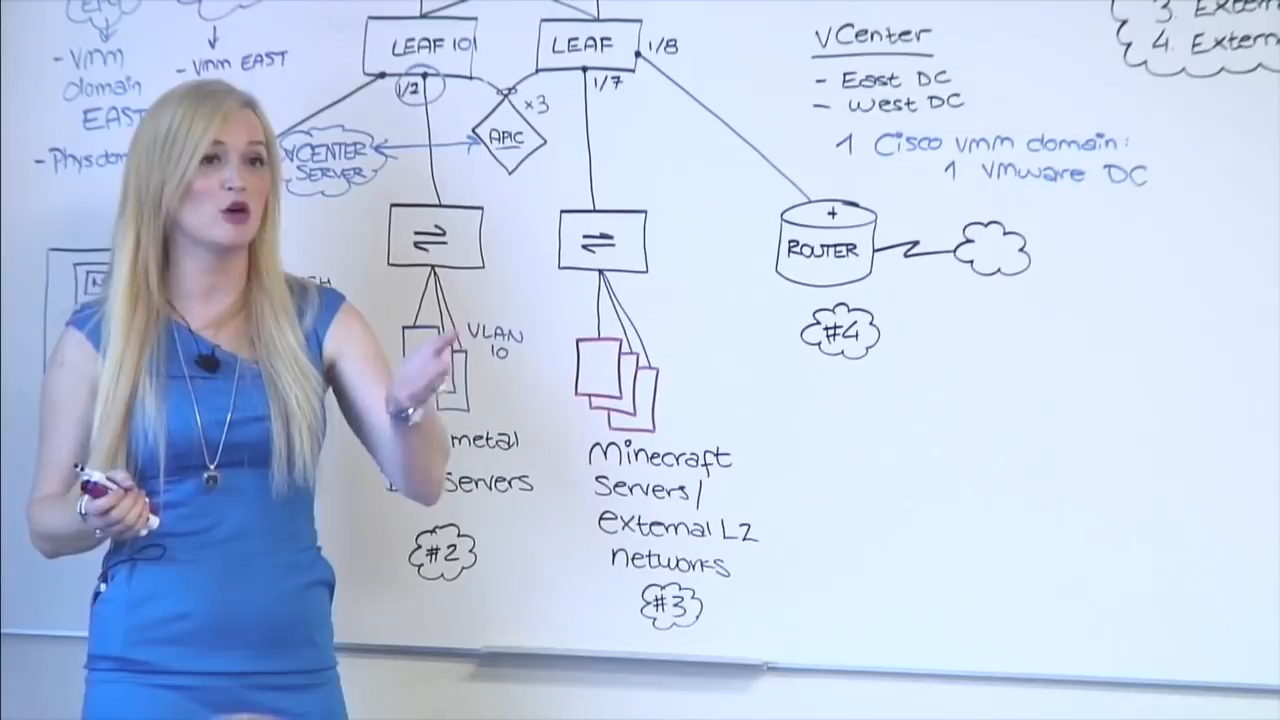 - Vmm
domain
EAST
- Physdom
- Vmm EAST
LEAF 101
1/2
LEAF
1/8
1/7
×3
APIC
VCENTER
SERVER
VCenter
- East DC
- West DC
1 Cisco vmm domain:
1 VMware DC
3. Extern
4. Extern
ROUTER
#4
VLAN
10
metal
servers
#2
Minecraft
Servers/
external L2
networks
#3